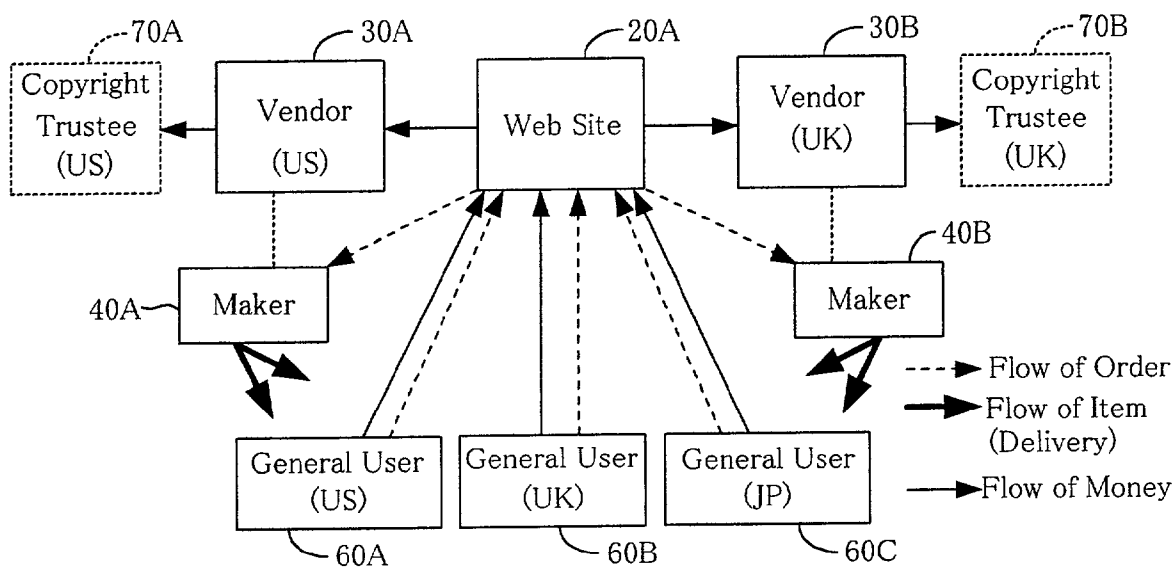 70A
30A
20A
30B
70B
Copyright
Trustee
(US)
Vendor
(US)
Web Site
Vendor
(UK)
Copyright
Trustee
(UK)
40A
Maker
40B
Maker
General User
(US)
General User
(UK)
General User
(JP)
60A
60B
60C
Flow of Order
Flow of Item
(Delivery)
Flow of Money